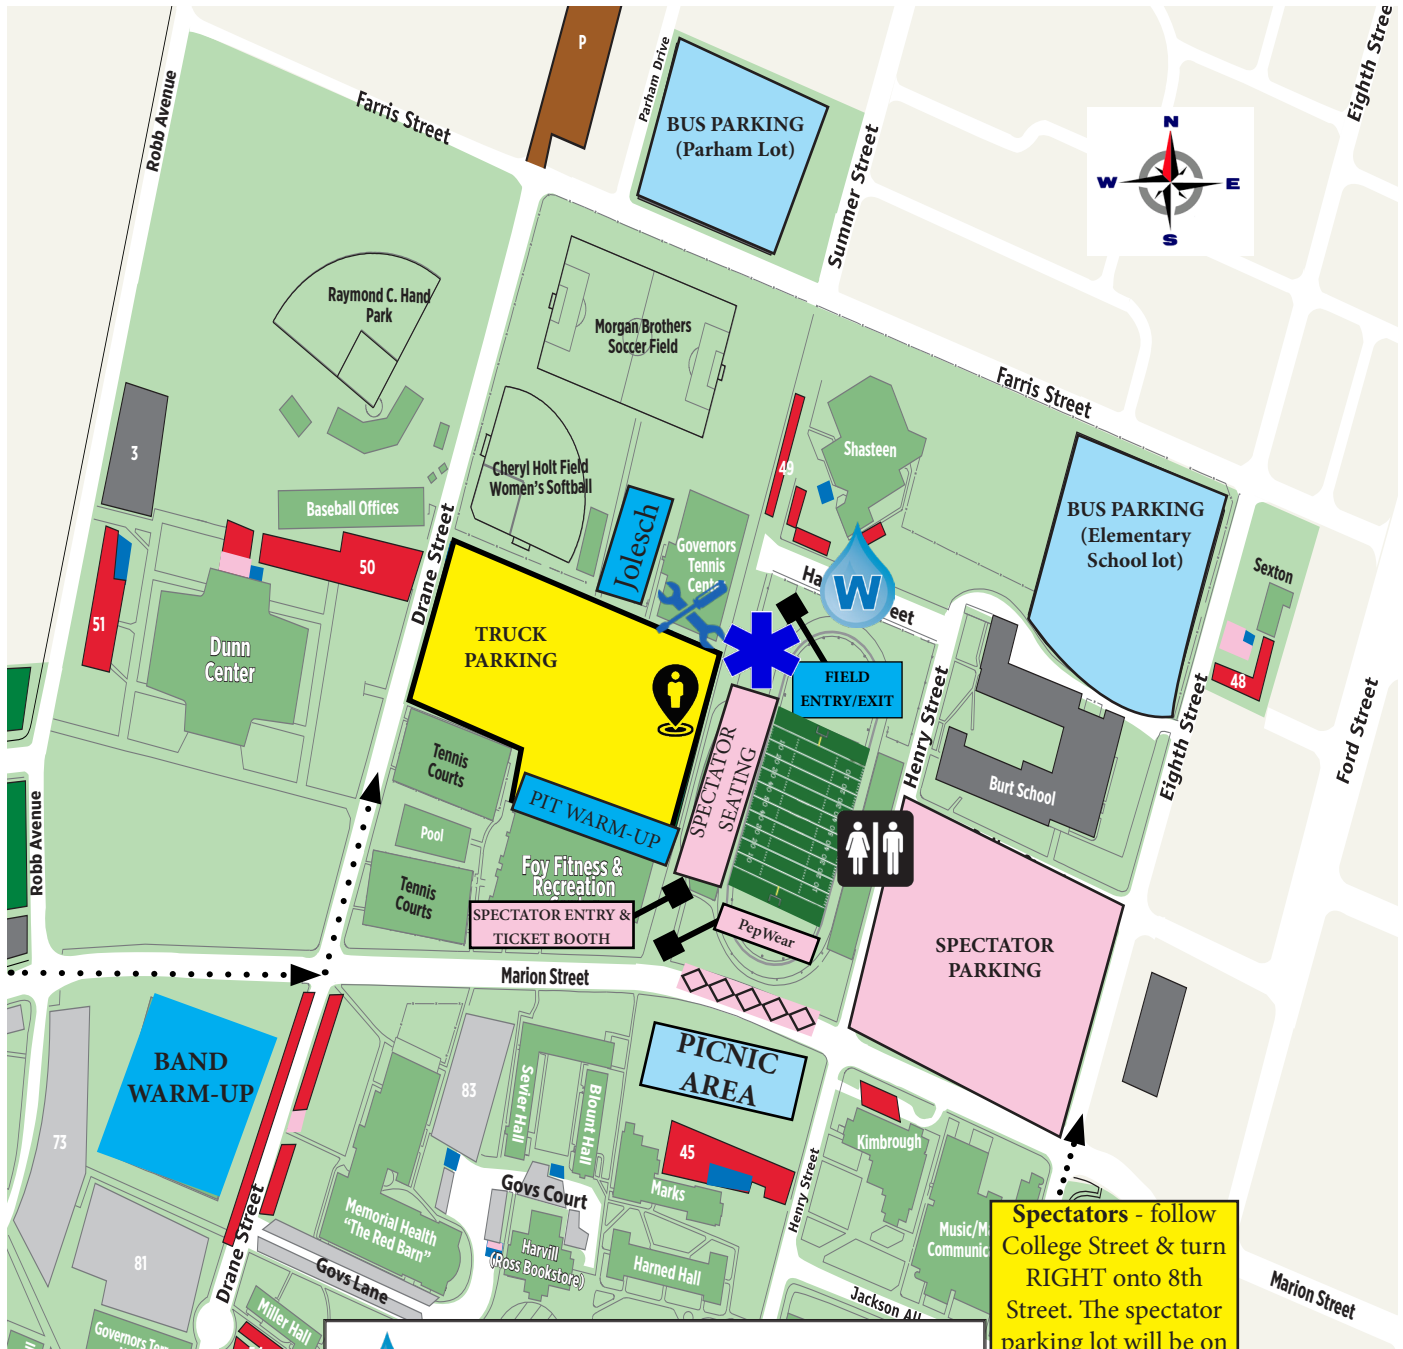 P
Parham Drive
Eighth Street
Robb Avenue
Farris Street
BUS PARKING
(Parham Lot)
Summer Street
N
W
E
S
Raymond C. Hand
Park
Morgan Brothers
Soccer Field
Farris Street
3
Cheryl Holt Field
Women's Softball
49
Shasteen
Baseball Offices
BUS PARKING
(Elementary
School lot)
Jolesch
Governors
Tennis
Drane Street
50
51
Dunn
Center
TRUCK
PARKING
W
Sexton
48
FIELD
ENTRY/EXIT
Henry Street
Eighth Street
Ford Street
Tennis
Courts
SPECTATOR
SEATING
Burt School
PIT WARM-UP
Pool
Robb Avenue
Foy Fitness &
Recreation
Tennis
Courts
SPECTATOR ENTRY &
TICKET BOOTH
PepWear
SPECTATOR
PARKING
Marion Street
BAND
WARM-UP
PICNIC
AREA
83
Sevier Hall
Blount Hall
73
45
Kimbrough
Marks
Govs Court
Henry Street
Memorial Health
"The Red Barn"
Harvill
(Ross Bookstore)
Harned Hall
Drane Street
81
Govs Lane
Miller Hall
Governors
Jackson
Marion Street
Spectators - follow
College Street & turn
RIGHT onto 8th
Street. The spectator
parking lot will be on